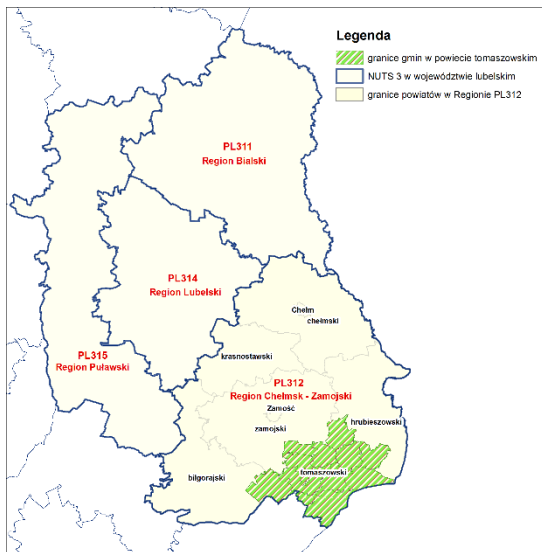 Legenda
granice gmin w powiecie tomaszowskim
NUTS 3 w województwie lubelskim
granice powiatów w Regionie PL312
PL311
Region Bialski
PL314
Region Lubelski
Chełm
chełmski
krasnostawski
PL315
Region Puławski
PL312
Region Chełmsk - Zamojski
Zamość
zamojski
hrubieszowski
tomaszowski
biłgorajski